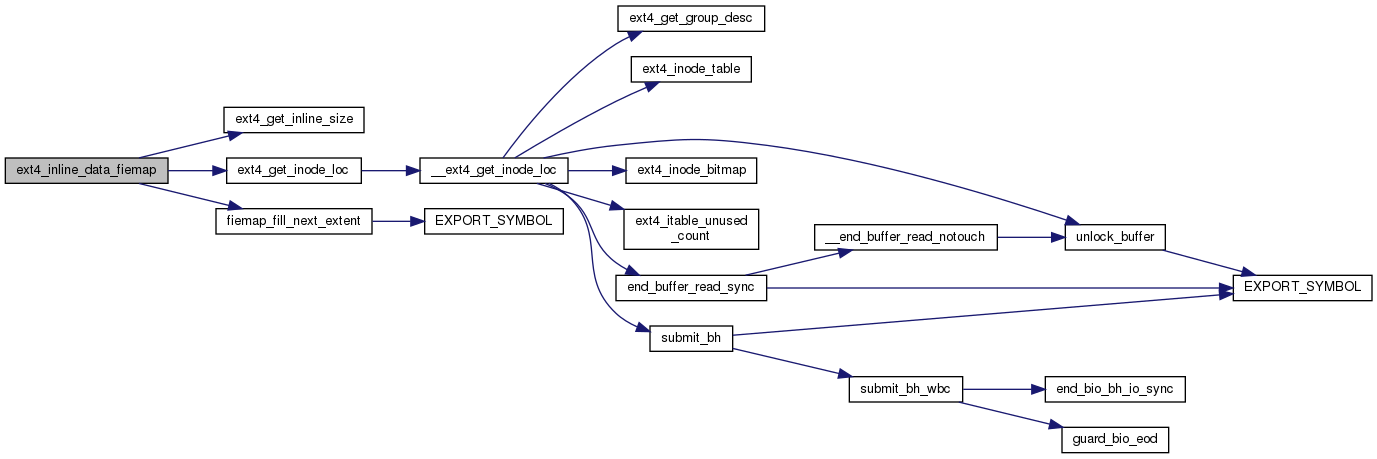 ext4_inline_data_fiemap
ext4_get_inline_size
ext4_get_inode_loc
fiemap_fill_next_extent
EXPORT_SYMBOL
__ext4_get_inode_loc
ext4_get_group_desc
ext4_inode_table
ext4_inode_bitmap
ext4_itable_unused
_count
end_buffer_read_sync
submit_bh
__end_buffer_read_notouch
unlock_buffer
EXPORT_SYMBOL
submit_bh_wbc
end_bio_bh_io_sync
guard_bio_eod